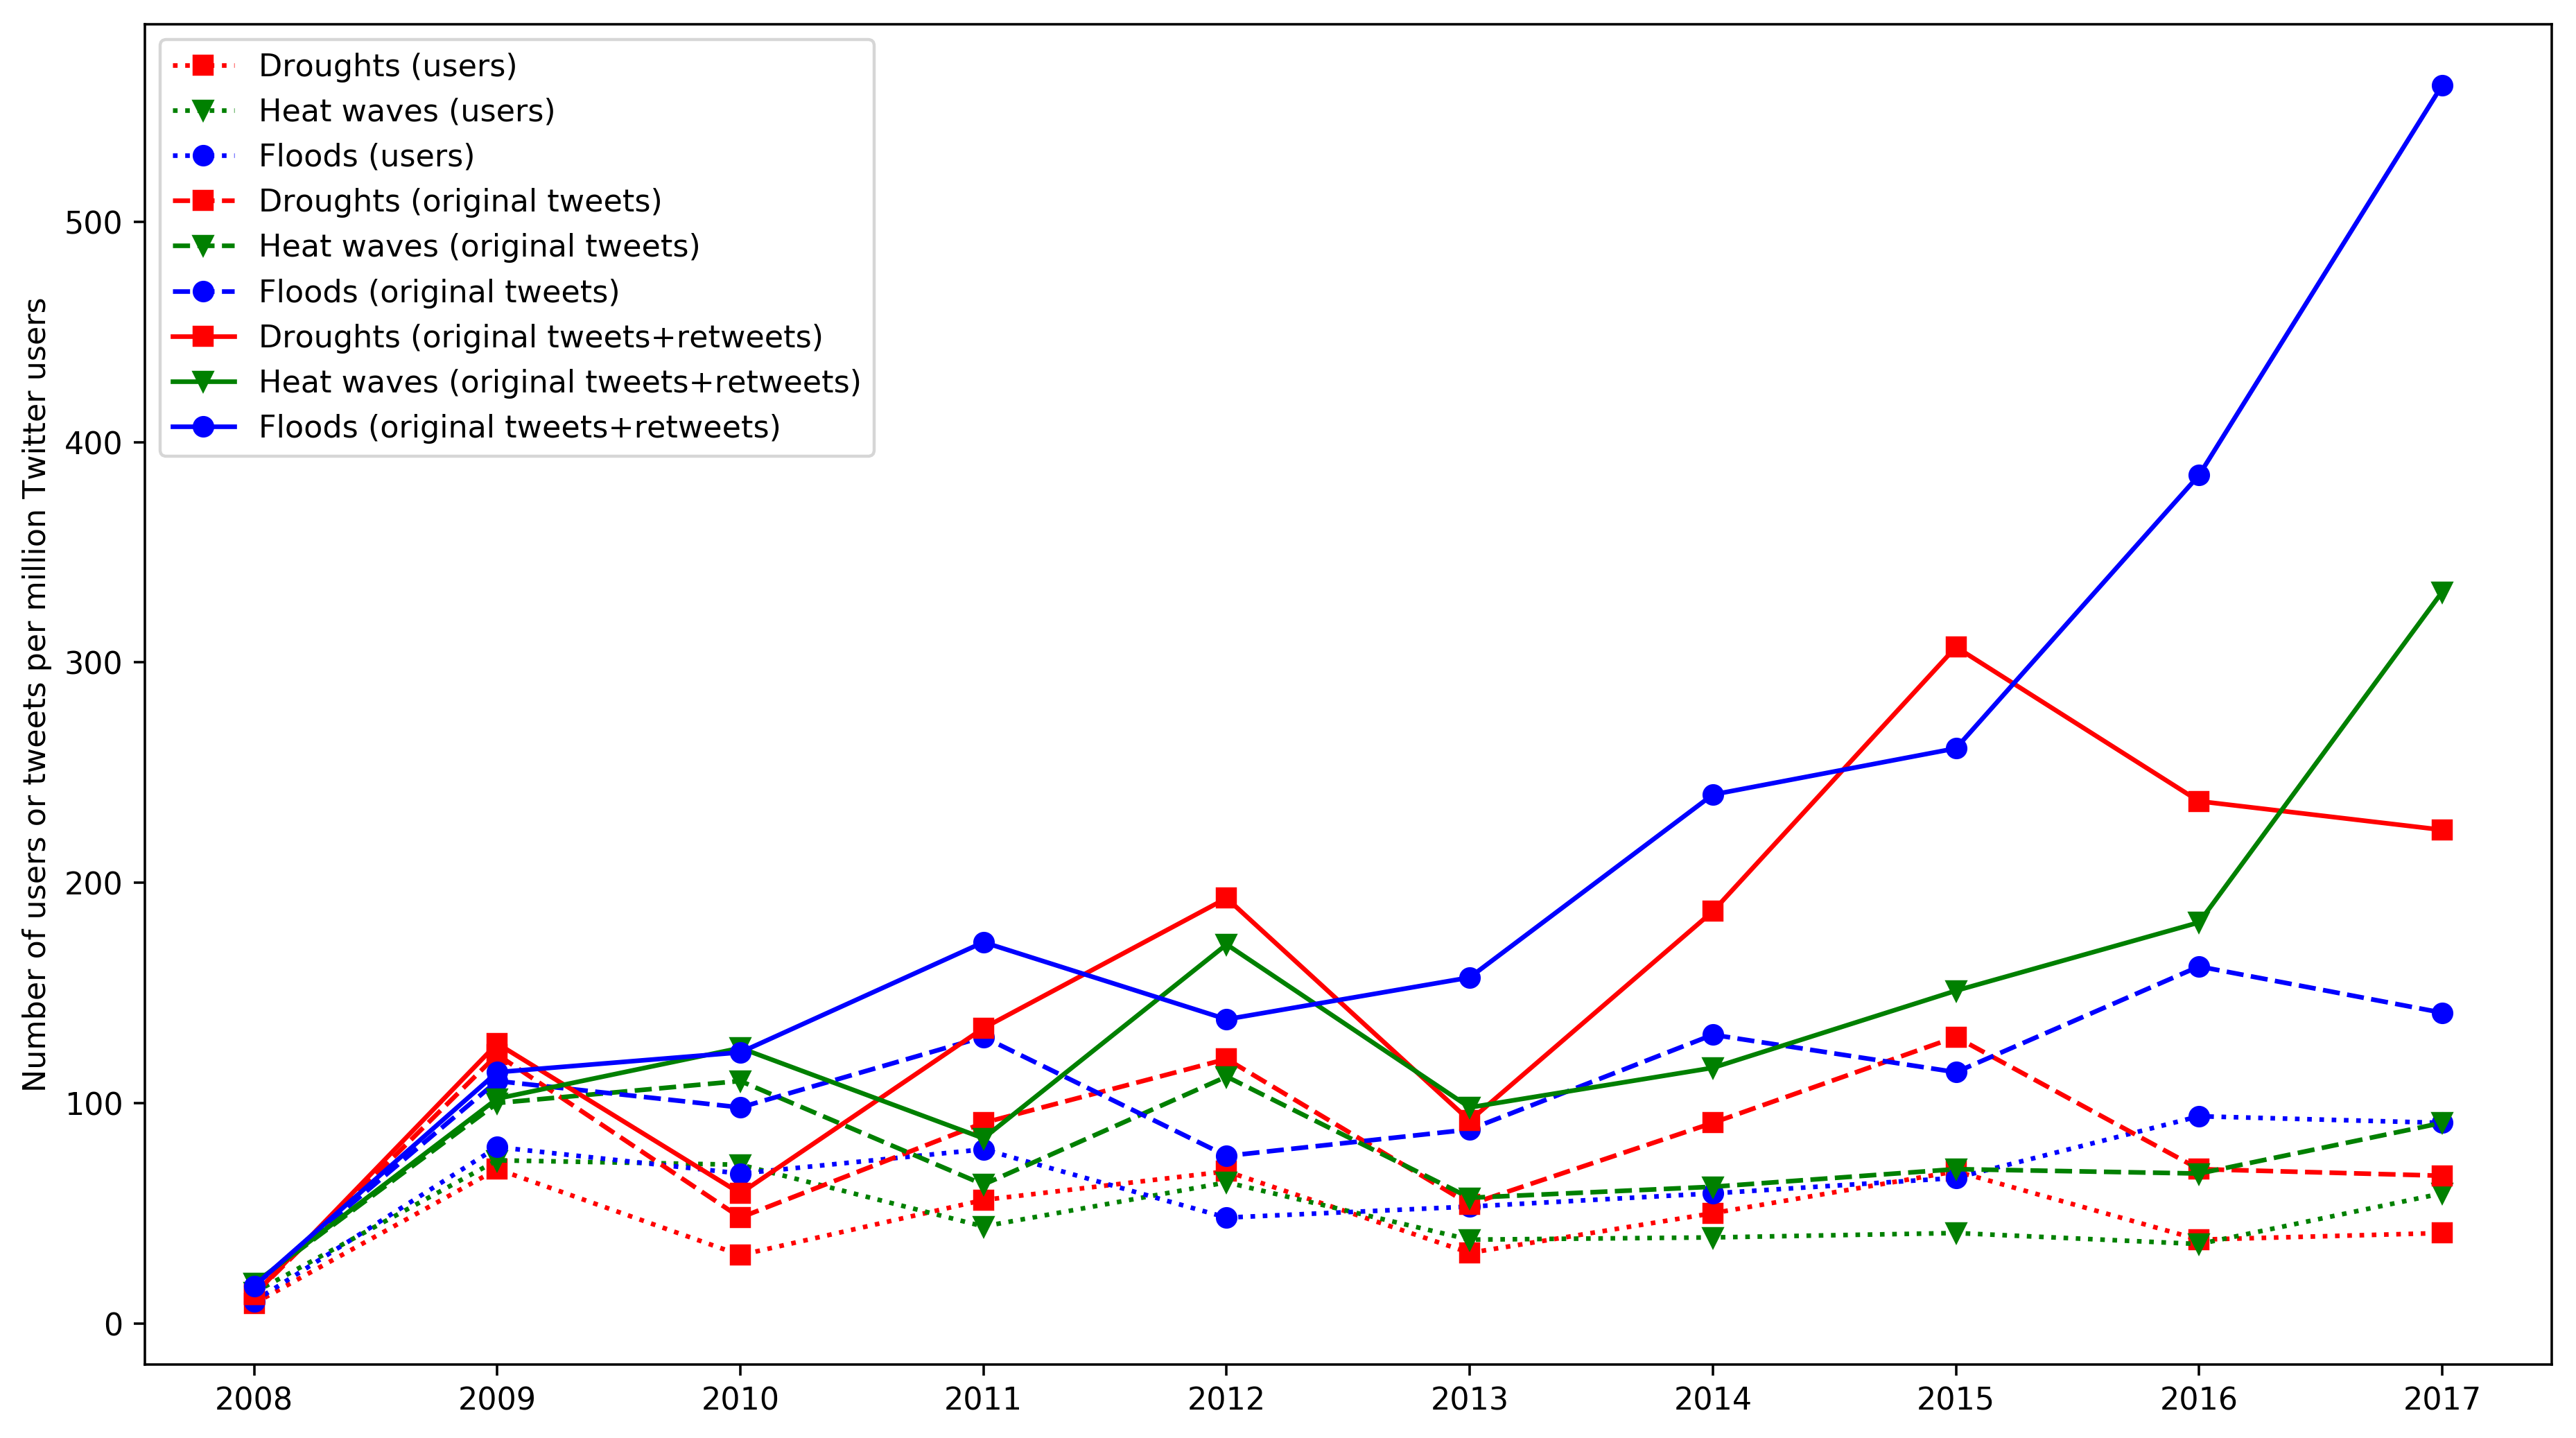 Droughts (users)
Heat waves (users)
Floods (users)
Droughts (original tweets)
Heat waves (original tweets)
Floods (original tweets)
Droughts (original tweets+retweets)
Heat waves (original tweets+retweets)
Floods (original tweets+retweets)
Number of users or tweets per million Twitter users
500
400
300
200
100
0
2008 2009 2010 2011 2012 2013 2014 2015 2016 2017